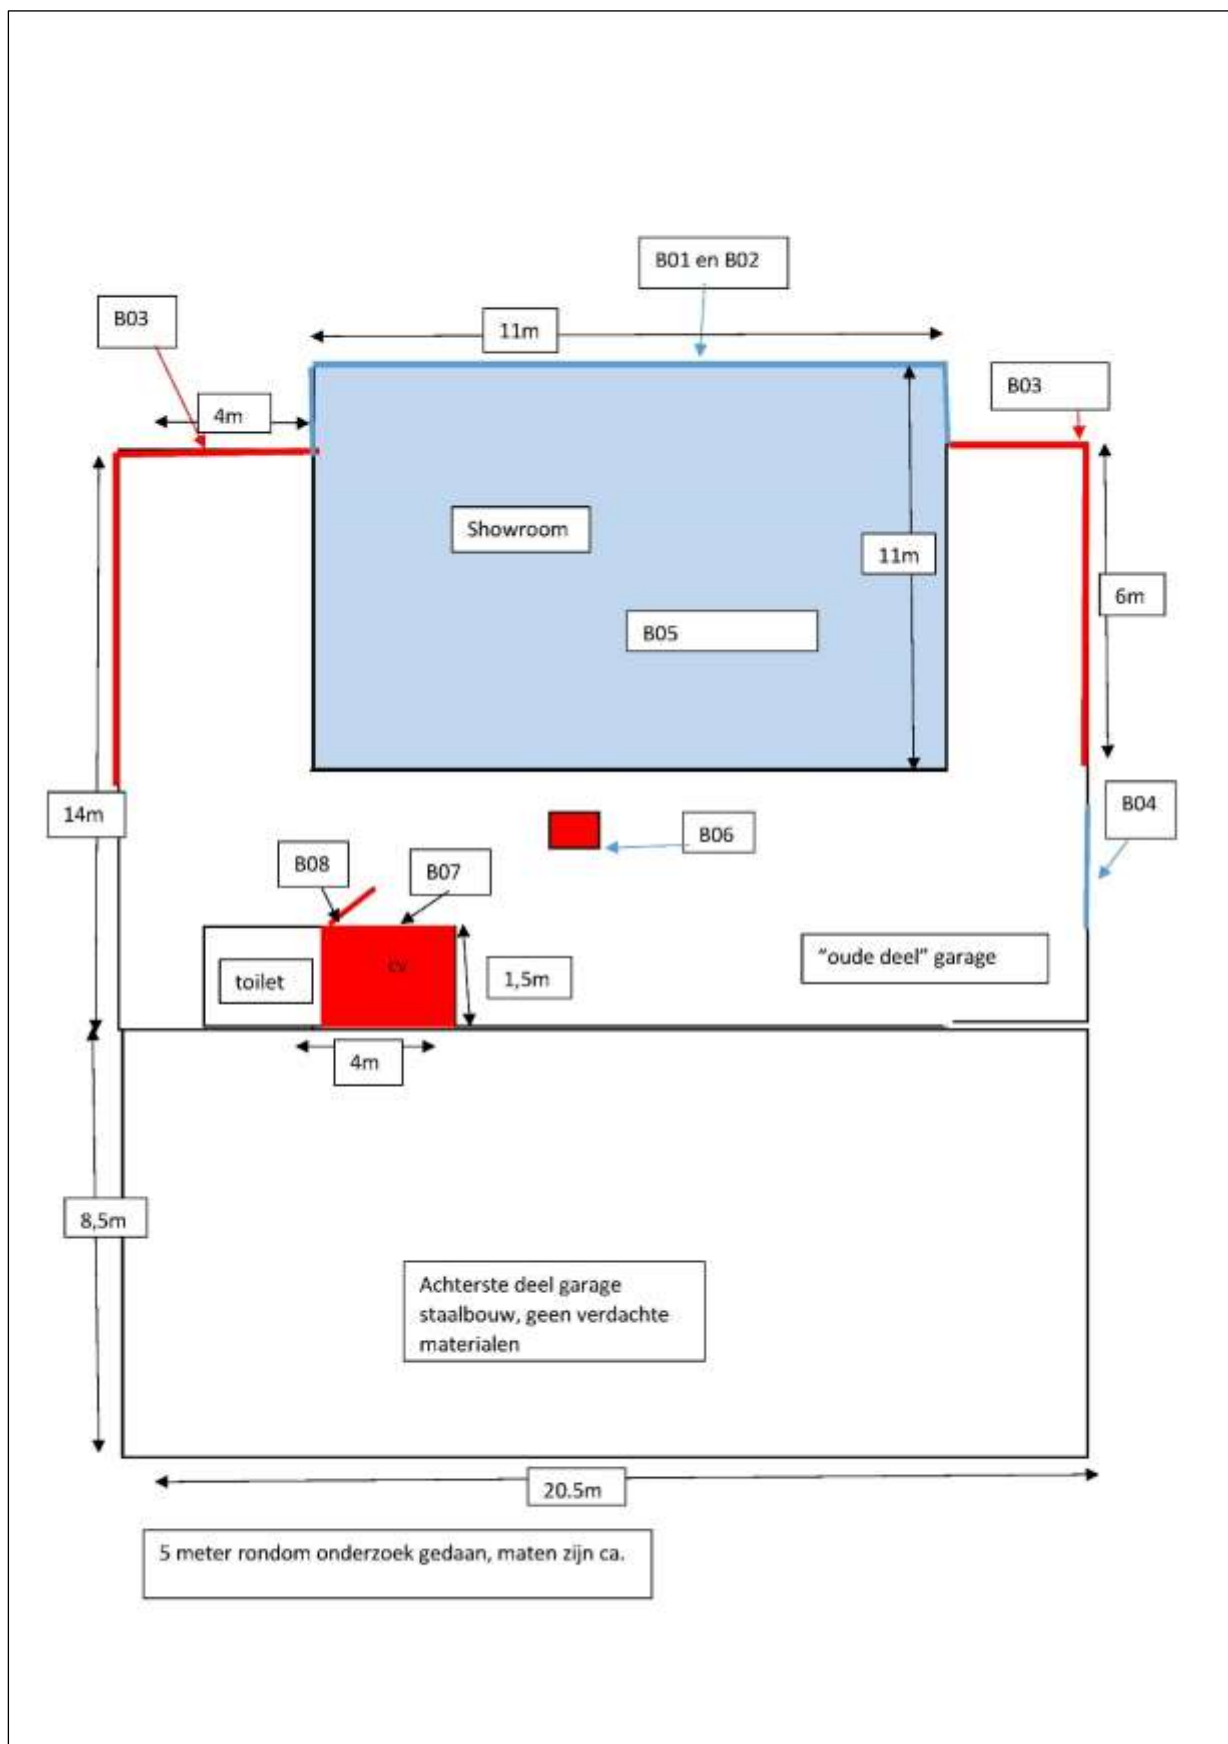 B01 en B02
B03
11m
B03
4m
Showroom
11m
6m
B05
14m
B04
B06
B08
B07
"oude deel" garage
cv
toilet
1,5m
4m
8,5m
Achterste deel garage
staalbouw, geen verdachte
materialen
20.5m
5 meter rondom onderzoek gedaan, maten zijn ca.